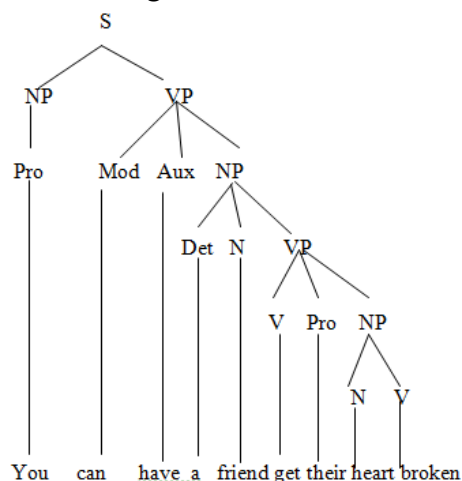 S
NP VP
Pro Mod Aux NP
Det N VP
V Pro NP
N V
You can have a friend get their heart broken